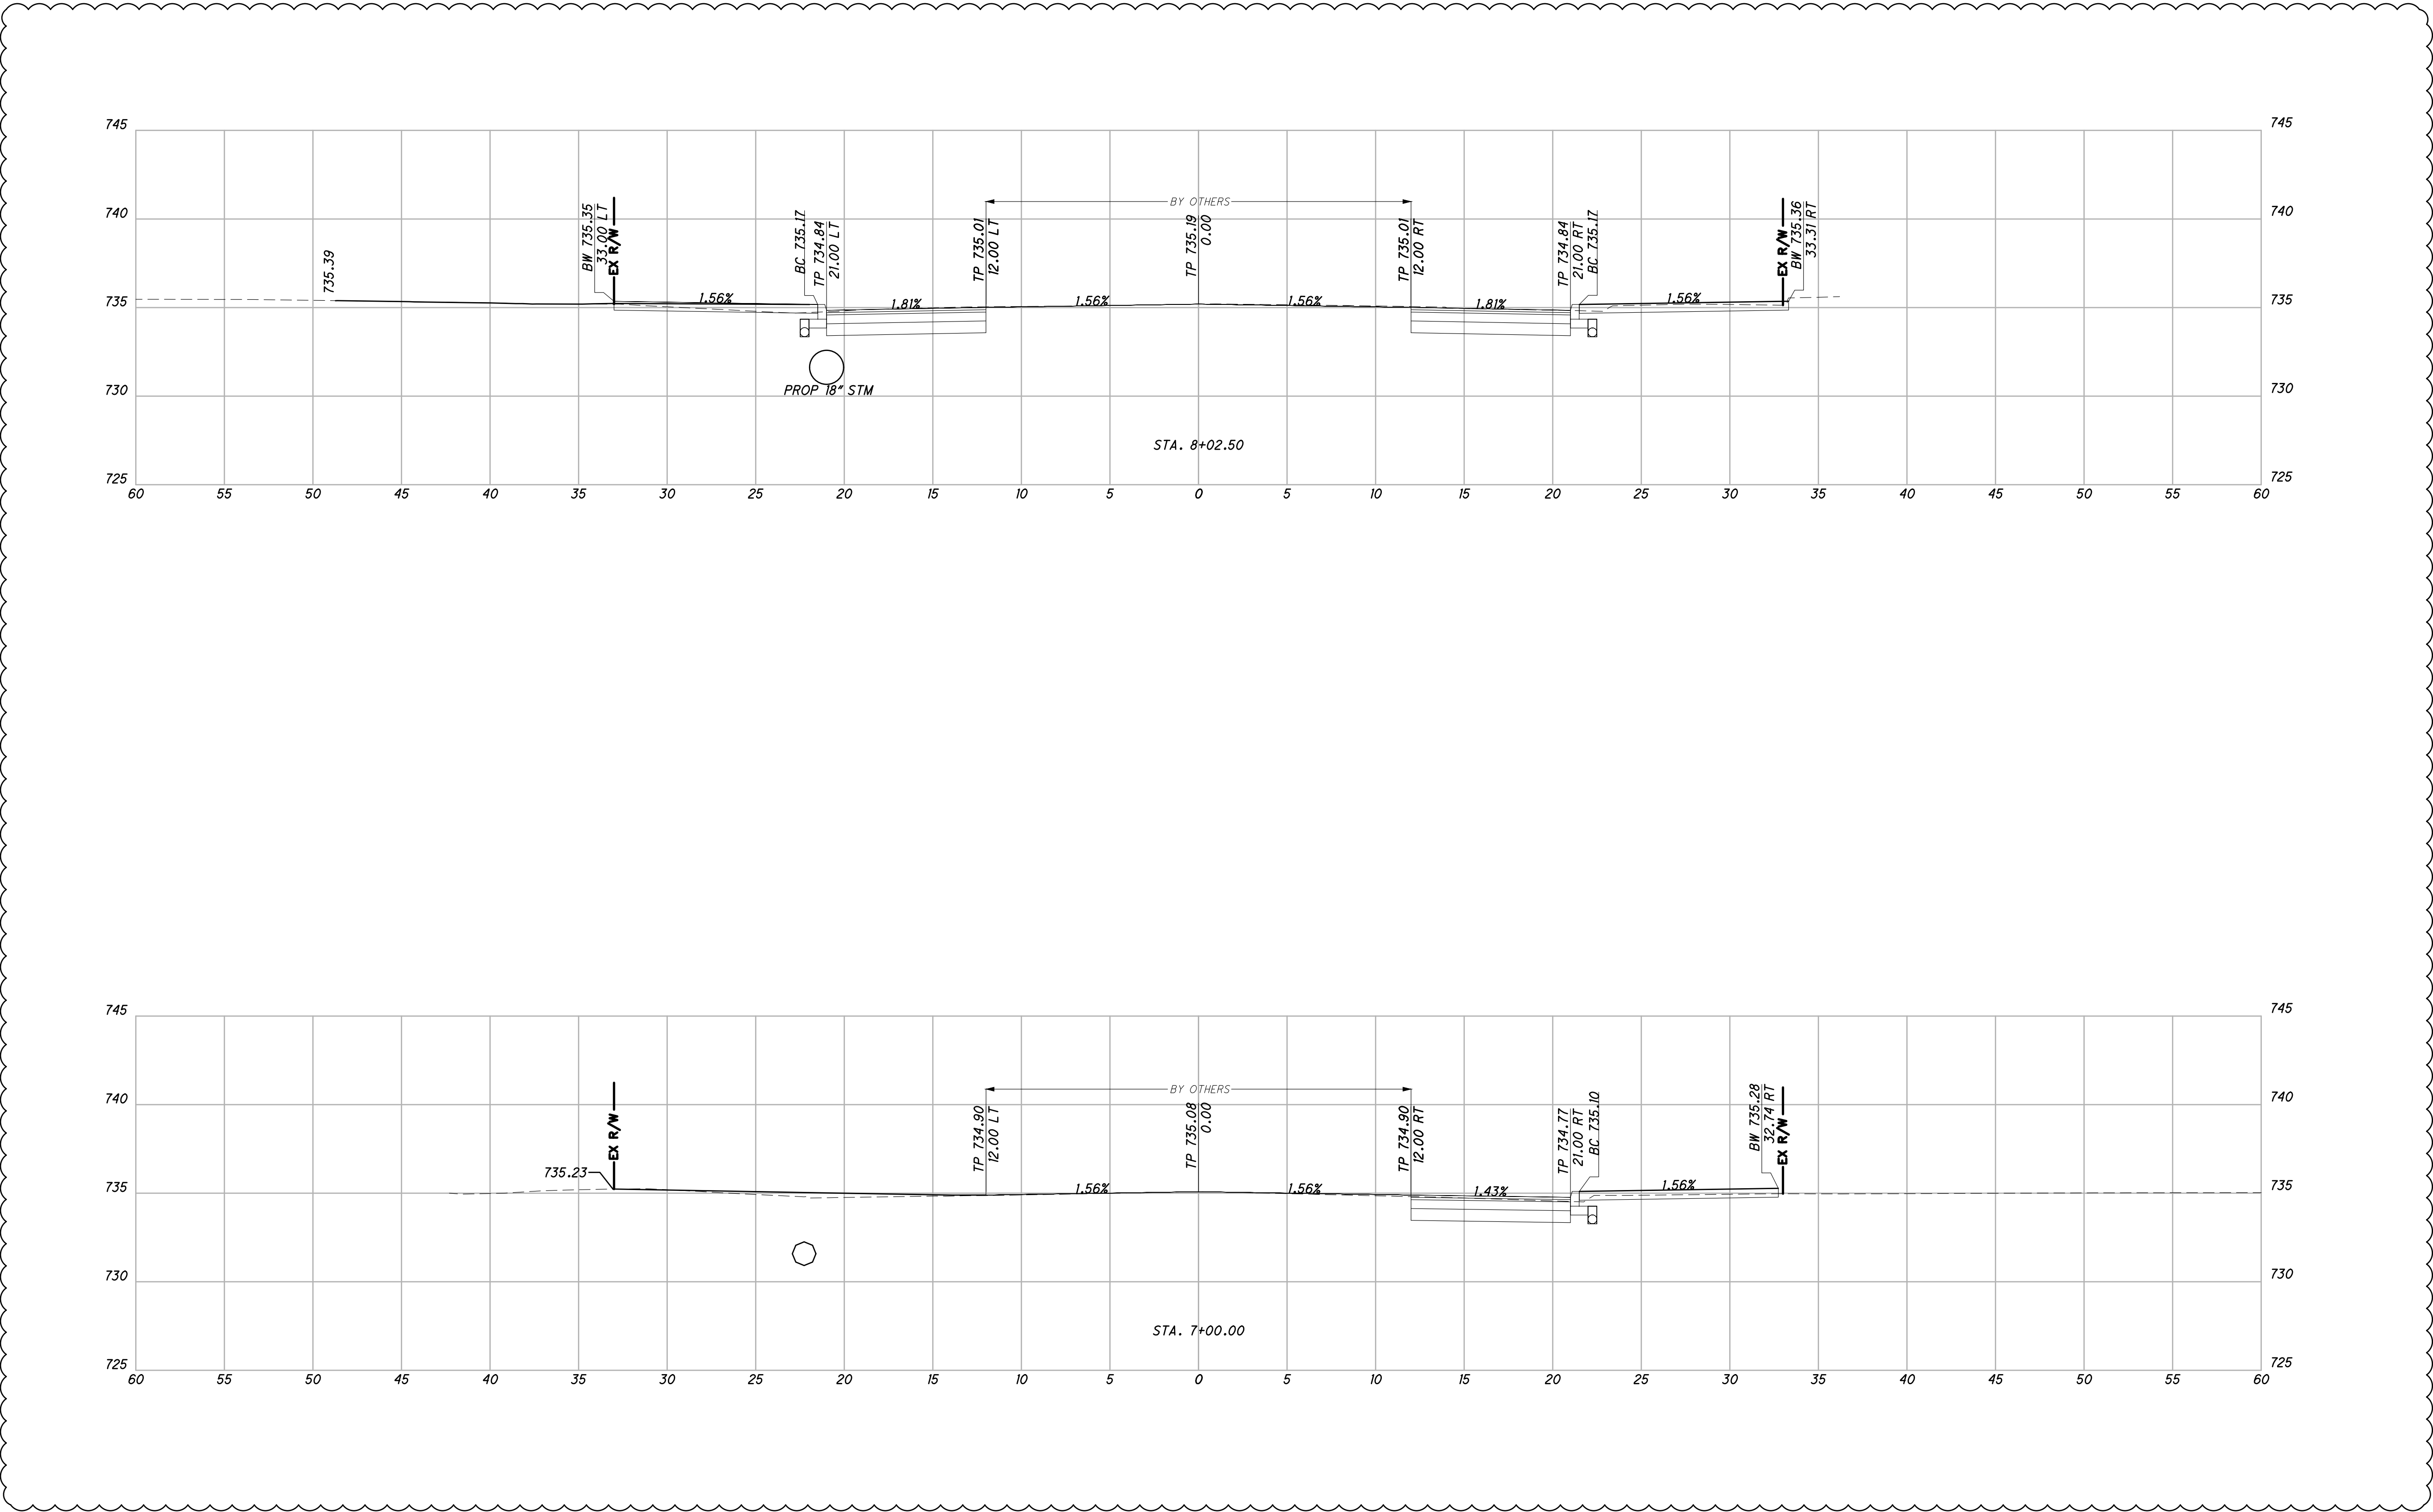 745
745
740
740
735
735
730
730
725
725
735.39
BW 735.35
33.00 LT
EX R/W
BC 735.17
TP 734.84
21.00 LT
TP 735.01
12.00 LT
BY OTHERS
TP 735.19
0.00
TP 735.01
12.00 RT
TP 734.84
21.00 RT
BC 735.17
EX R/W
BW 735.36
33.31 RT
1.56%
1.81%
1.56%
1.56%
1.81%
1.56%
PROP 18" STM
STA. 8+02.50
60 55 50 45 40 35 30 25 20 15 10 5 0 5 10 15 20 25 30 35 40 45 50 55 60
745
745
740
740
735
735
730
730
725
725
735.23
EX R/W
TP 734.90
12.00 LT
BY OTHERS
TP 735.08
0.00
TP 734.90
12.00 RT
TP 734.77
21.00 RT
BC 735.10
BW 735.28
32.74 RT
EX R/W
1.56%
1.56%
1.43%
1.56%
STA. 7+00.00
60 55 50 45 40 35 30 25 20 15 10 5 0 5 10 15 20 25 30 35 40 45 50 55 60